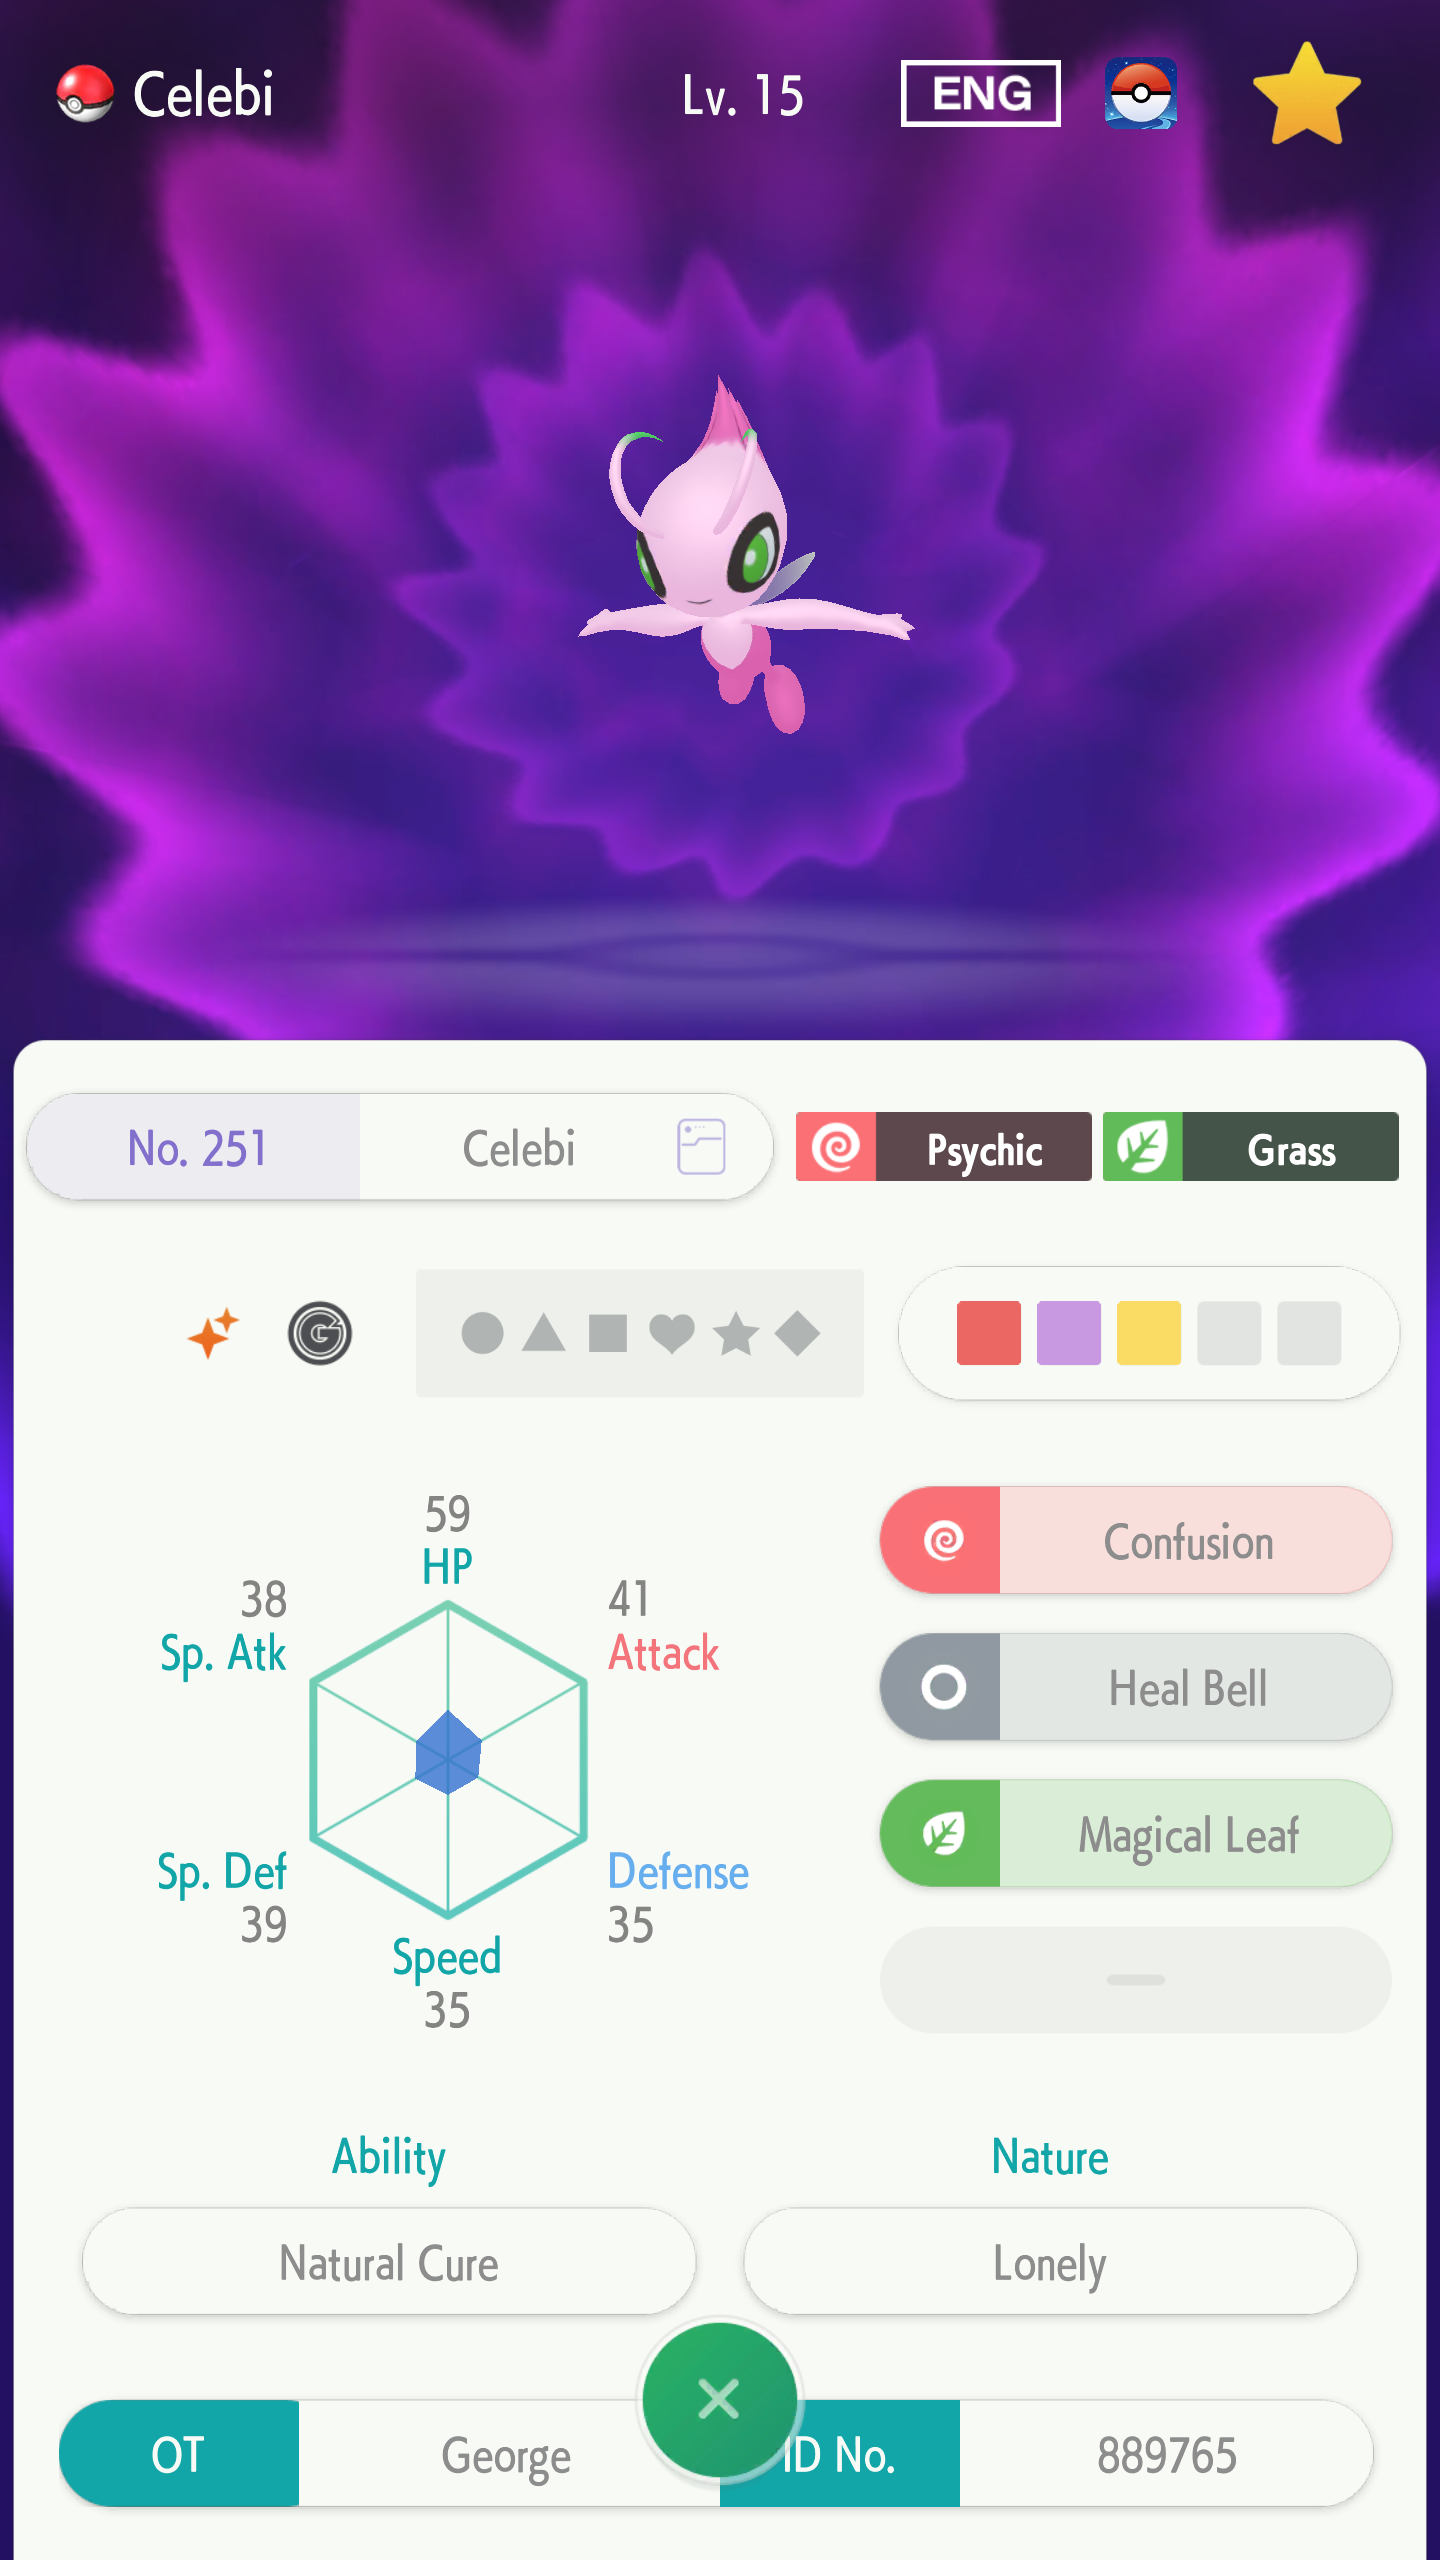 Celebi
Lv. 15
ENG
No. 251
Celebi
Psychic
Grass
59
HP
38
Sp. Atk
41
Attack
Sp. Def
39
Defense
35
Speed
35
Confusion
Heal Bell
Magical Leaf
Ability
Natural Cure
Nature
Lonely
OT
George
ID No.
889765